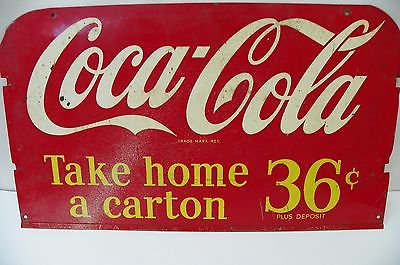 Coca-Cola
TRADE MARK REG.
Take home
a carton
36¢
PLUS DEPOSIT